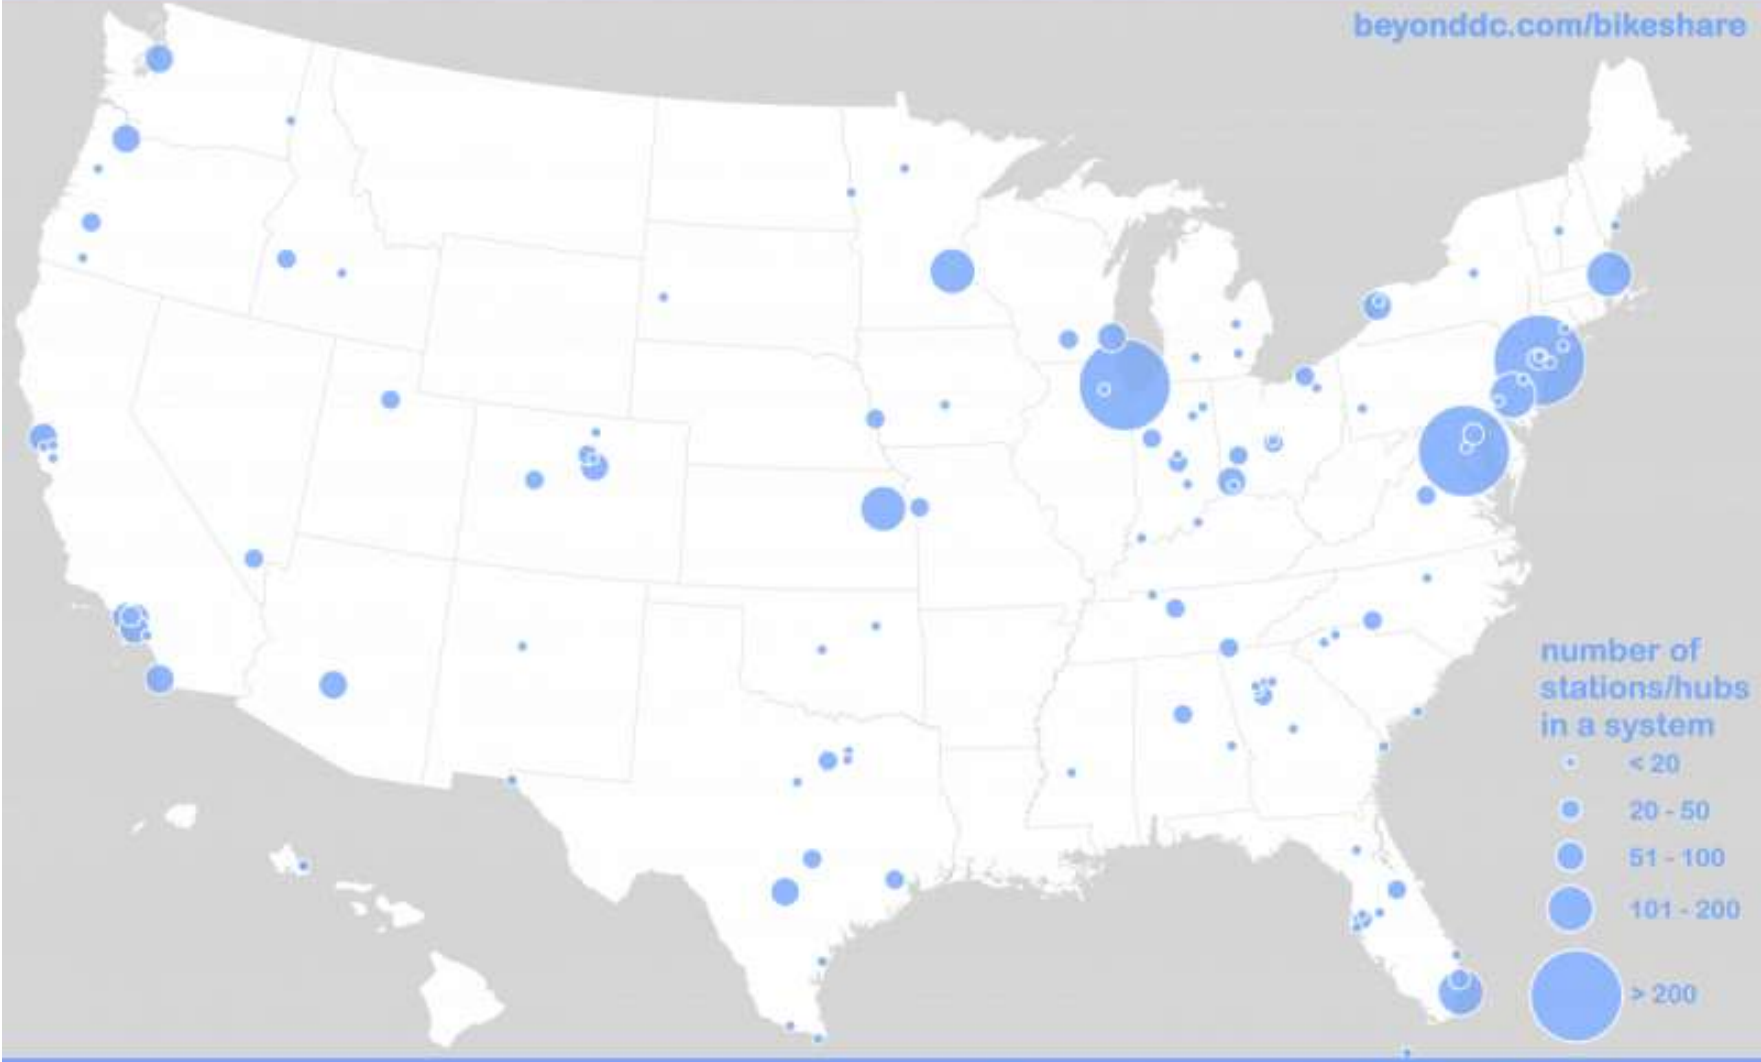 beyonddc.com/bikeshare
number of
stations/hubs
in a system
< 20
20 - 50
51 - 100
101 - 200
> 200